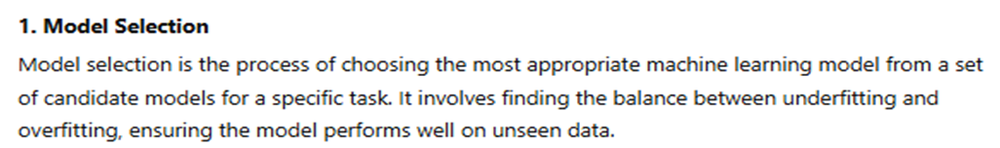 1. Model Selection
Model selection is the process of choosing the most appropriate machine learning model from a set
of candidate models for a specific task. It involves finding the balance between underfitting and
overfitting, ensuring the model performs well on unseen data.